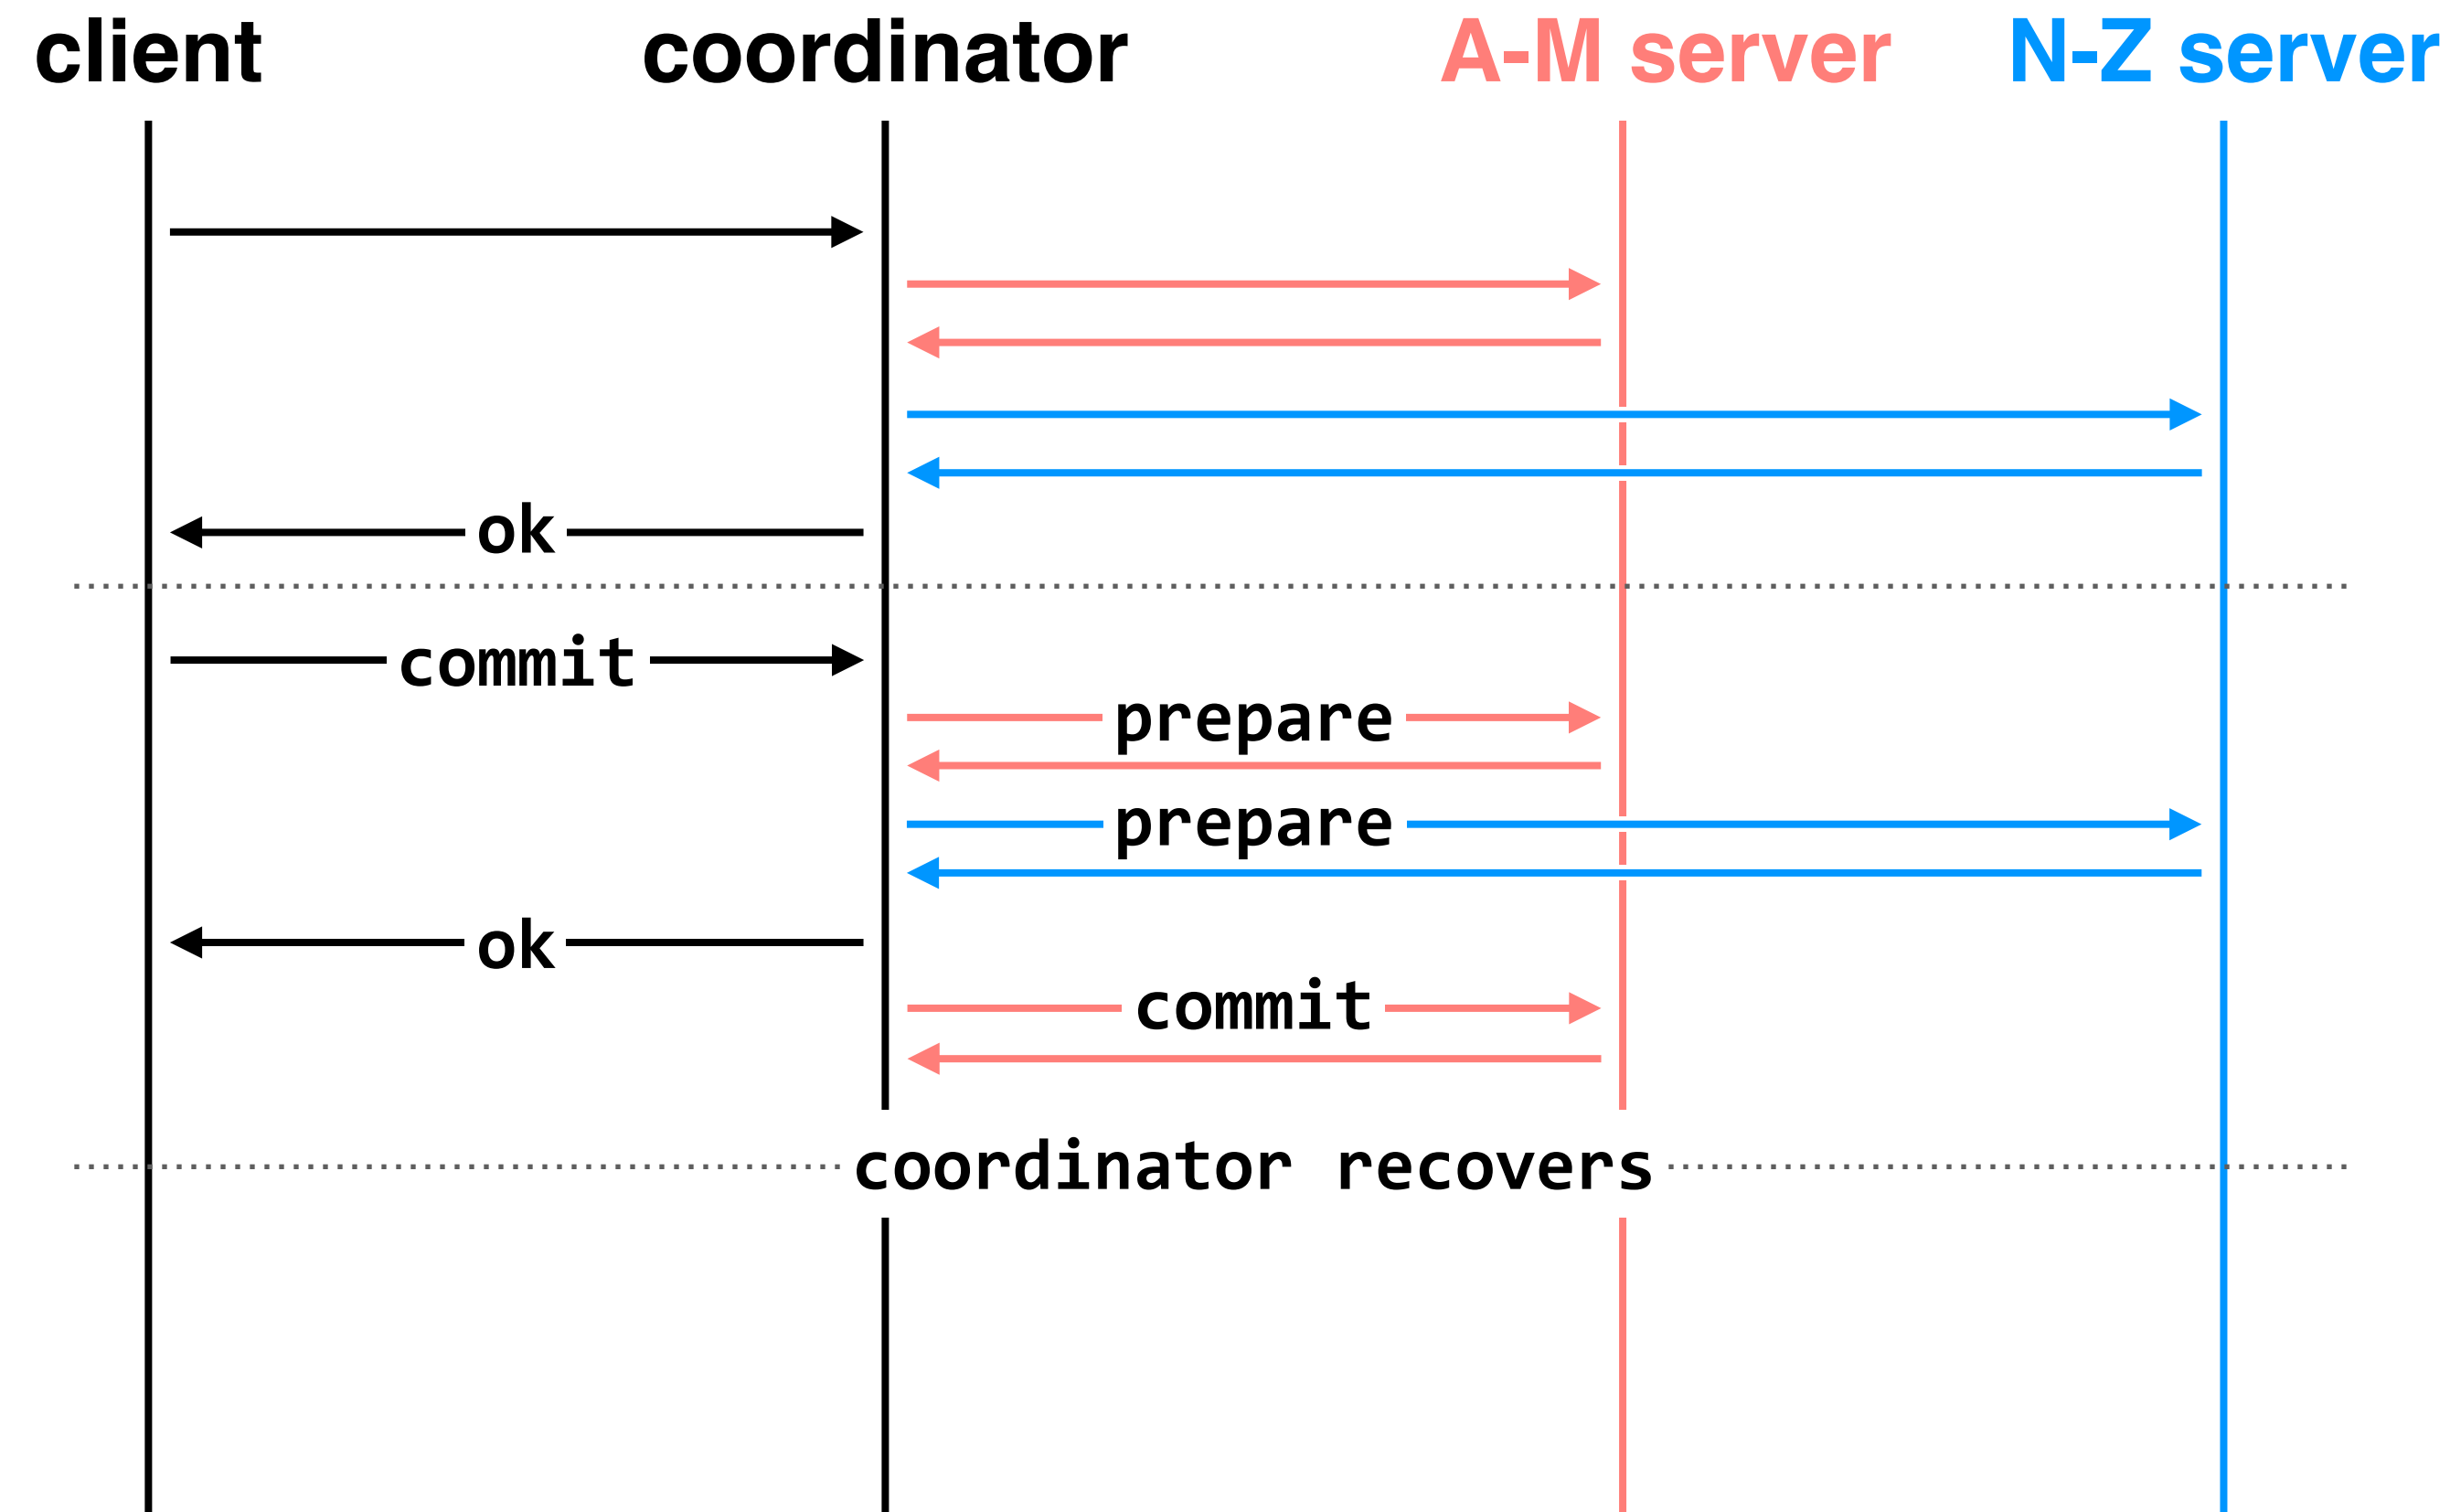 client coordinator A-M server N-Z server
ok
commit
prepare
prepare
ok
commit
coordinator recovers